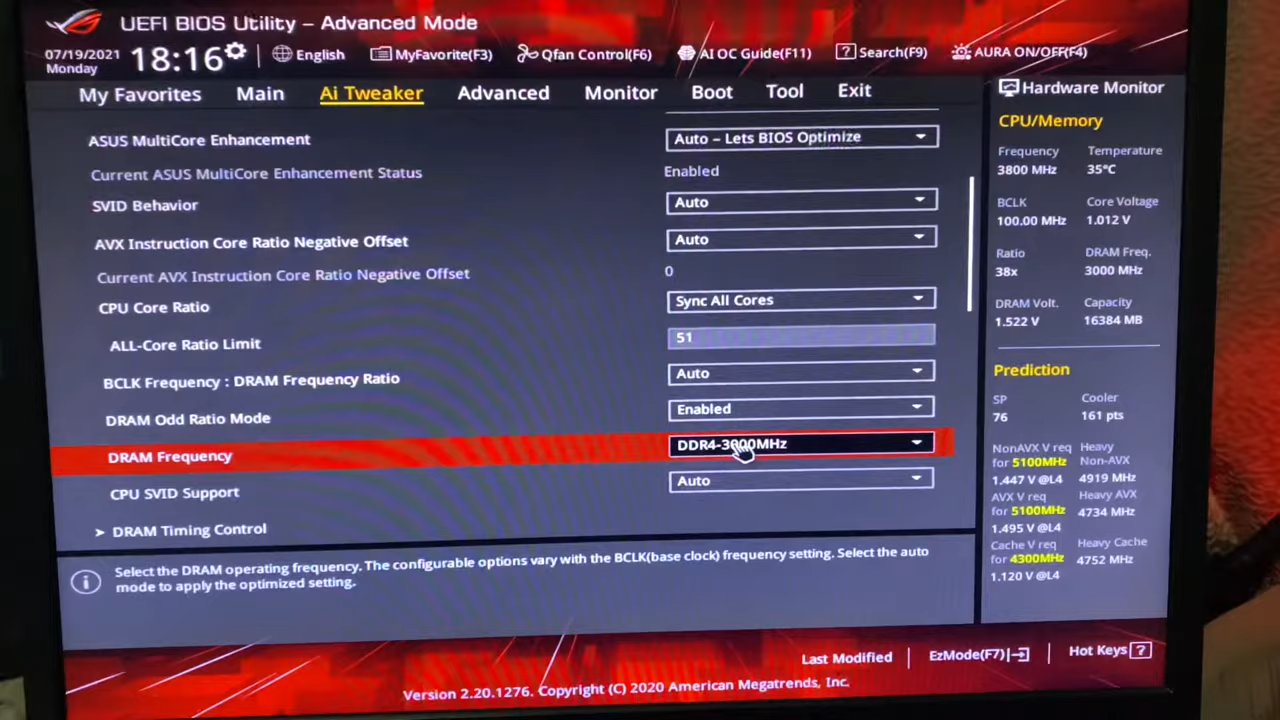 UEFI BIOS Utility – Advanced Mode
07/19/2021
Monday
18:16
English
MyFavorite(F3)
Qfan Control(F6)
AI OC Guide(F11)
? Search(F9)
AURA ON/OFF(F4)
My Favorites Main Ai Tweaker Advanced Monitor Boot Tool Exit
ASUS MultiCore Enhancement Auto – Lets BIOS Optimize
Current ASUS MultiCore Enhancement Status Enabled
SVID Behavior Auto
AVX Instruction Core Ratio Negative Offset Auto
Current AVX Instruction Core Ratio Negative Offset 0
CPU Core Ratio Sync All Cores
ALL-Core Ratio Limit 51
BCLK Frequency : DRAM Frequency Ratio Auto
DRAM Odd Ratio Mode Enabled
DRAM Frequency DDR4-3000MHz
CPU SVID Support Auto
> DRAM Timing Control
i
Select the DRAM operating frequency. The configurable options vary with the BCLK(base clock) frequency setting. Select the auto
mode to apply the optimized setting.
Hardware Monitor
CPU/Memory
Frequency Temperature
3800 MHz 35°C
BCLK Core Voltage
100.00 MHz 1.012 V
Ratio DRAM Freq.
38x 3000 MHz
DRAM Volt. Capacity
1.522 V 16384 MB
Prediction
SP Cooler
76 161 pts
NonAVX V req Heavy
for 5100MHz Non-AVX
1.447 V @L4 4919 MHz
AVX V req Heavy AVX
for 5100MHz 4734 MHz
1.495 V @L4
Cache V req Heavy Cache
for 4300MHz 4752 MHz
1.120 V @L4
Last Modified
EzMode(F7)
Hot Keys ?
Version 2.20.1276. Copyright (C) 2020 American Megatrends, Inc.